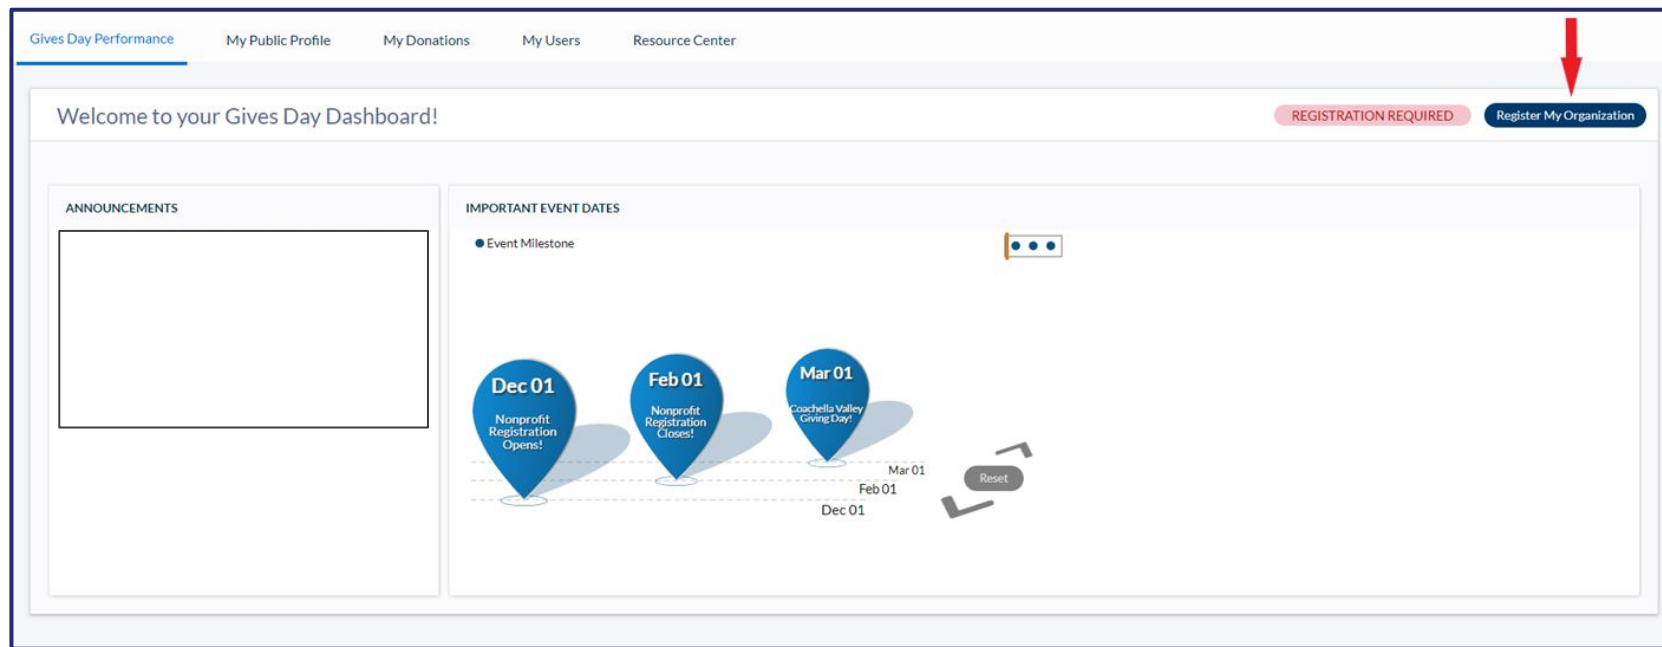 Gives Day Performance My Public Profile My Donations My Users Resource Center
Welcome to your Gives Day Dashboard!
REGISTRATION REQUIRED
Register My Organization
ANNOUNCEMENTS
IMPORTANT EVENT DATES
Event Milestone
Dec 01
Nonprofit
Registration
Opens!
Feb 01
Nonprofit
Registration
Closes!
Mar 01
Coachella Valley
Giving Day!
Mar 01
Feb 01
Dec 01
Reset